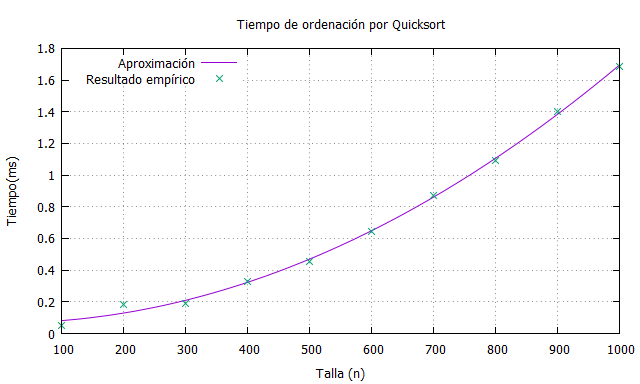 Tiempo de ordenación por Quicksort
Aproximación
Resultado empírico
1.8
1.6
1.4
1.2
1
0.8
0.6
0.4
0.2
0
Tiempo(ms)
100 200 300 400 500 600 700 800 900 1000
Talla (n)